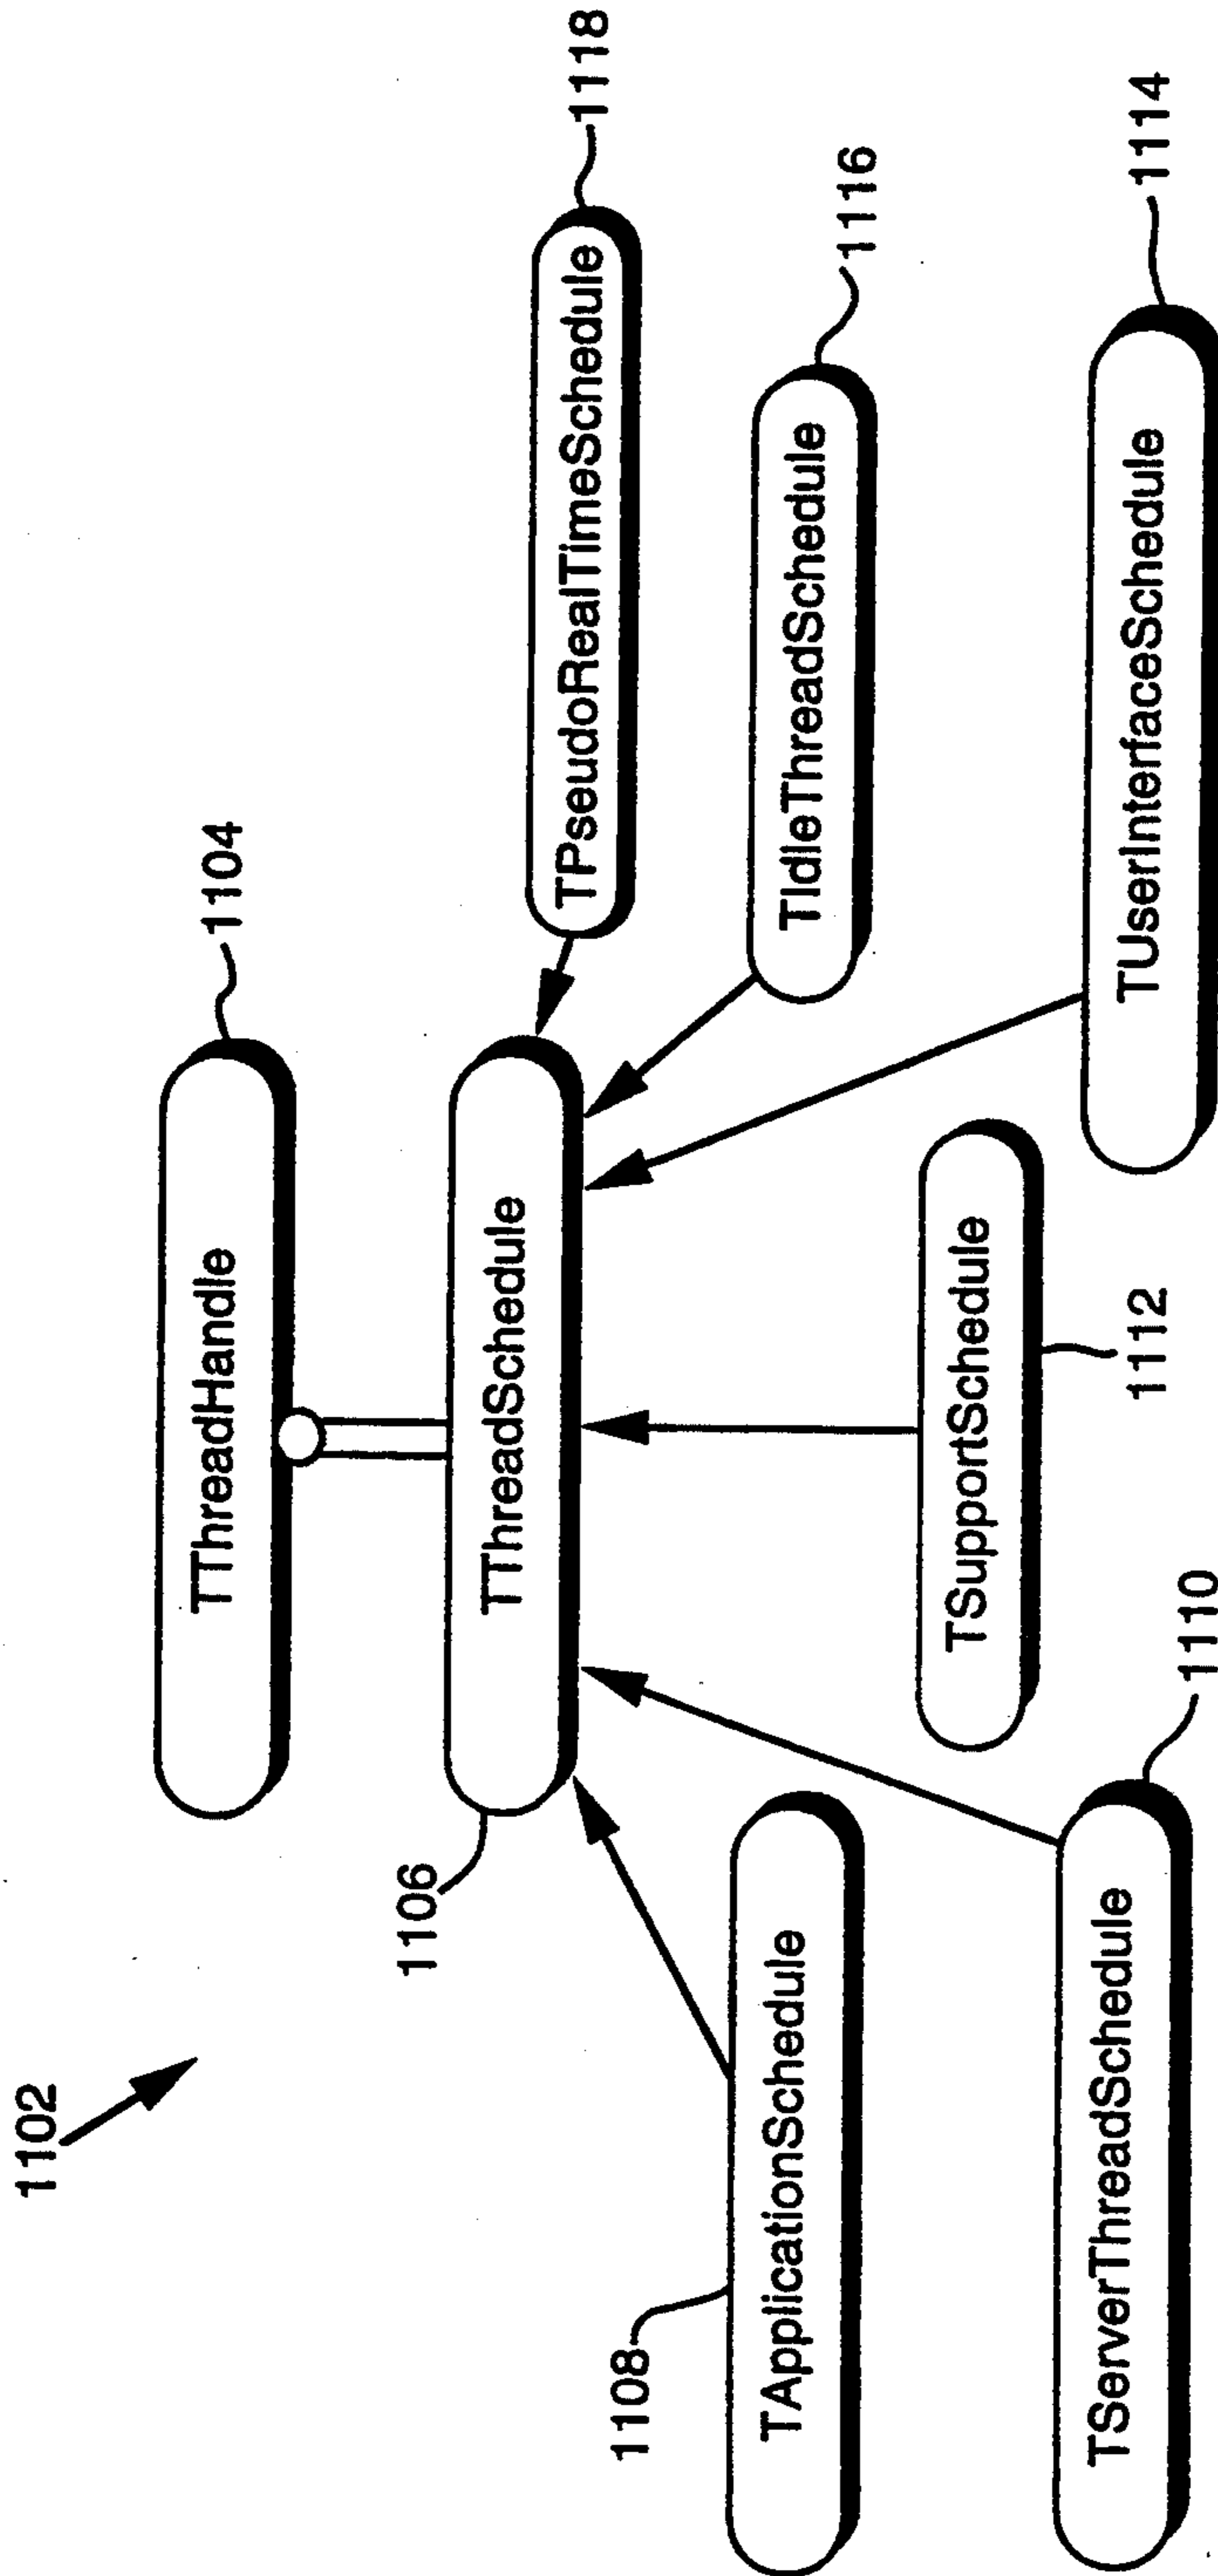 1102
TThreadHandle
1104
1106
TThreadSchedule
TPseudoRealTimeSchedule
1118
1108
TApplicationSchedule
TIdleThreadSchedule
1116
TSupportSchedule
1112
TServerThreadSchedule
1110
TUserInterfaceSchedule
1114